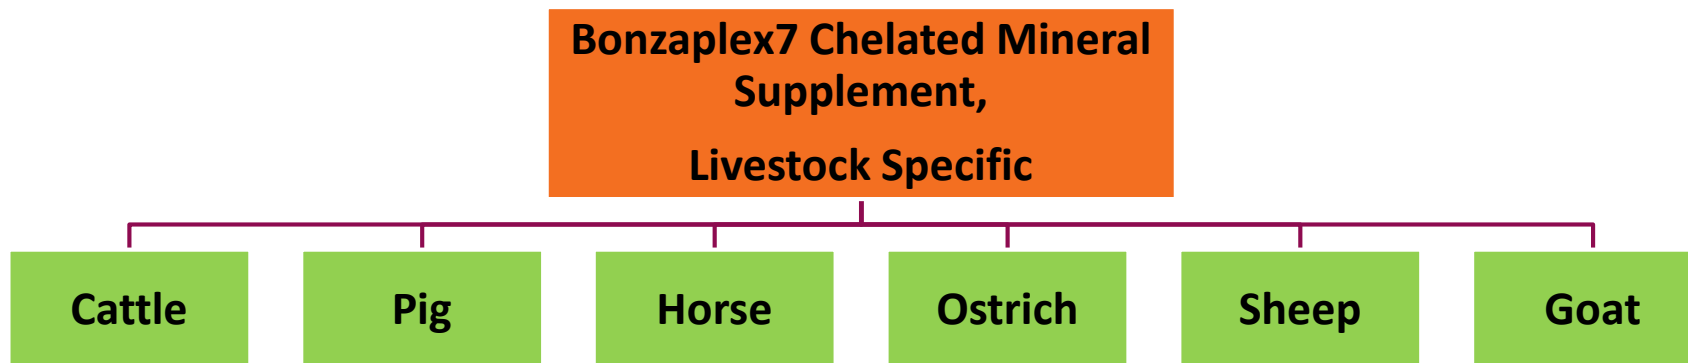 Bonzaplex7 Chelated Mineral
Supplement,
Livestock Specific
Cattle
Pig
Horse
Ostrich
Sheep
Goat